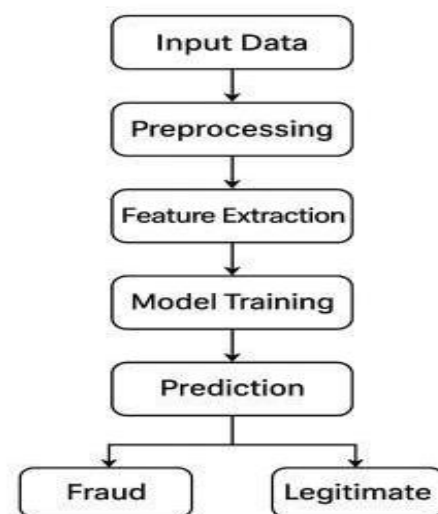 Input Data
Preprocessing
Feature Extraction
Model Training
Prediction
Fraud
Legitimate